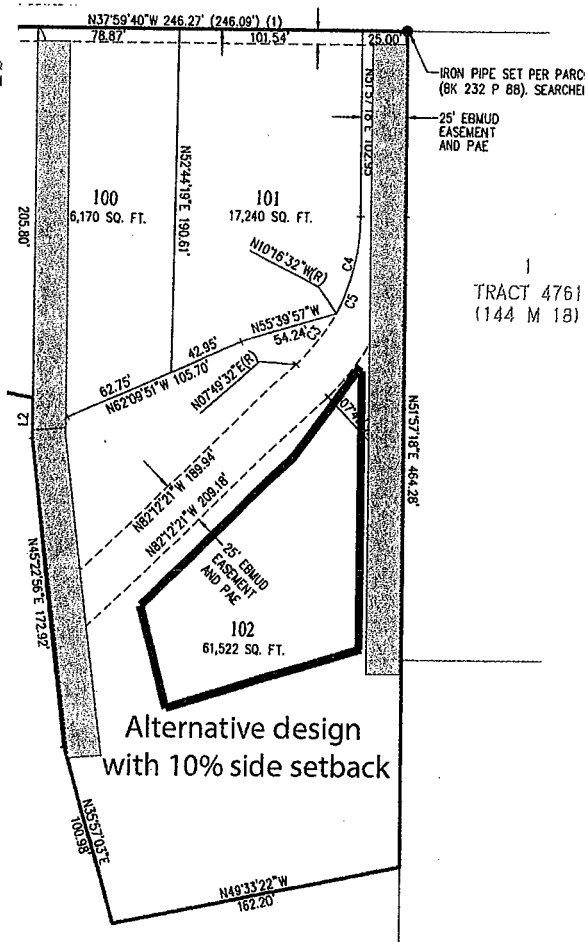 N37°59'40"W 246.27' (246.09') (1)
78.87'
101.54'
25.00'
IRON PIPE SET PER PARC
(BK 232 P 88). SEARCHE
25' EBMUD
EASEMENT
AND PAE
N52°44'19"E 190.61'
100
6,170 SQ. FT.
101
17,240 SQ. FT.
205.80'
N10°16'32"W(R)
C4
C5
1
TRACT 4761
(144 M 18)
N55°39'57"W
54.24'
C3
42.95'
62.75'
N62°09'51"W 105.70'
N07°49'32"E(R)
N51°57'18"E 464.28'
N82°12'21"W 189.94'
N82°12'21"W 209.18'
25' EBMUD
EASEMENT
AND PAE
N45°22'56"E 172.92'
102
61,522 SQ. FT.
Alternative design
with 10% side setback
N35°57'03"E
100.98'
N49°33'22"W
162.20'